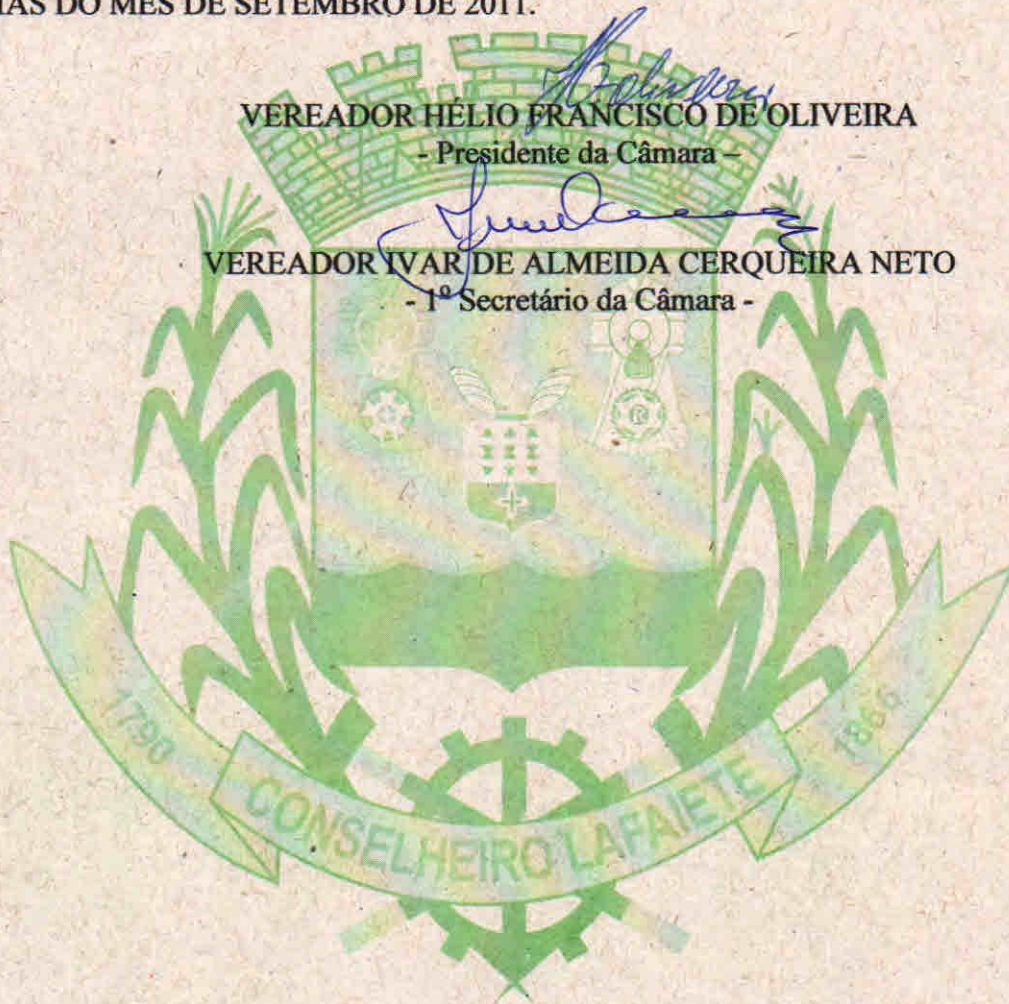 IAS DO MÊS DE SETEMBRO DE 2011.
VEREADOR HÉLIO FRANCISCO DE OLIVEIRA
- Presidente da Câmara –
VEREADOR IVAR DE ALMEIDA CERQUEIRA NETO
- 1º Secretário da Câmara -
1790
CONSELHEIRO LAFAIETE
1866